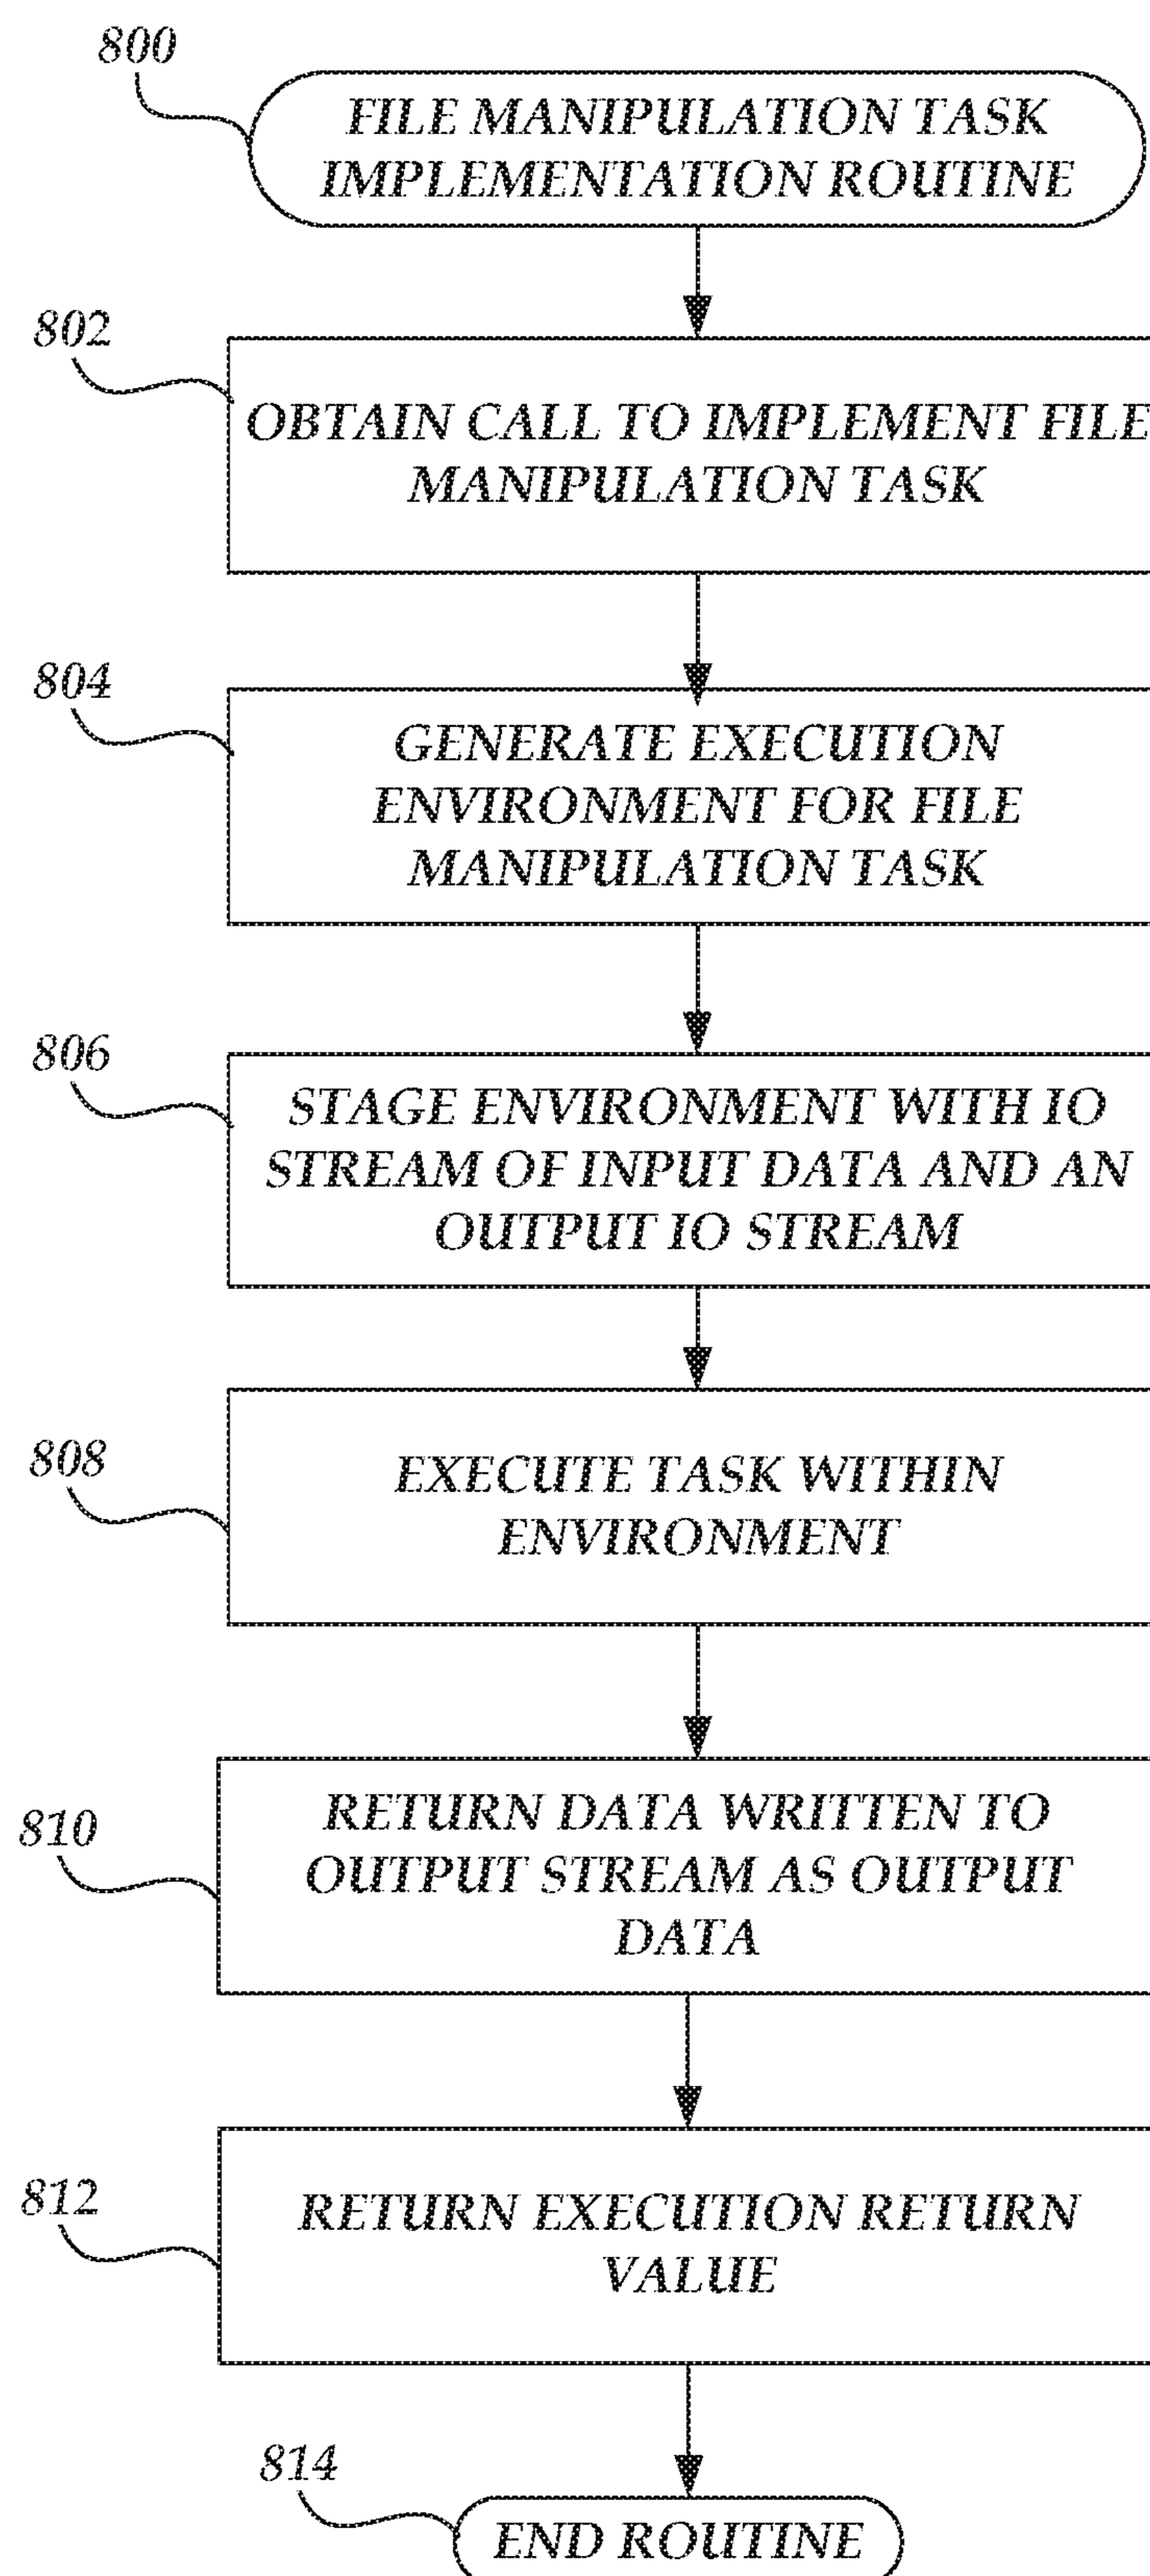 800
FILE MANIPULATION TASK
IMPLEMENTATION ROUTINE
802
OBTAIN CALL TO IMPLEMENT FILE
MANIPULATION TASK
804
GENERATE EXECUTION
ENVIRONMENT FOR FILE
MANIPULATION TASK
806
STAGE ENVIRONMENT WITH IO
STREAM OF INPUT DATA AND AN
OUTPUT IO STREAM
808
EXECUTE TASK WITHIN
ENVIRONMENT
810
RETURN DATA WRITTEN TO
OUTPUT STREAM AS OUTPUT
DATA
812
RETURN EXECUTION RETURN
VALUE
814
END ROUTINE